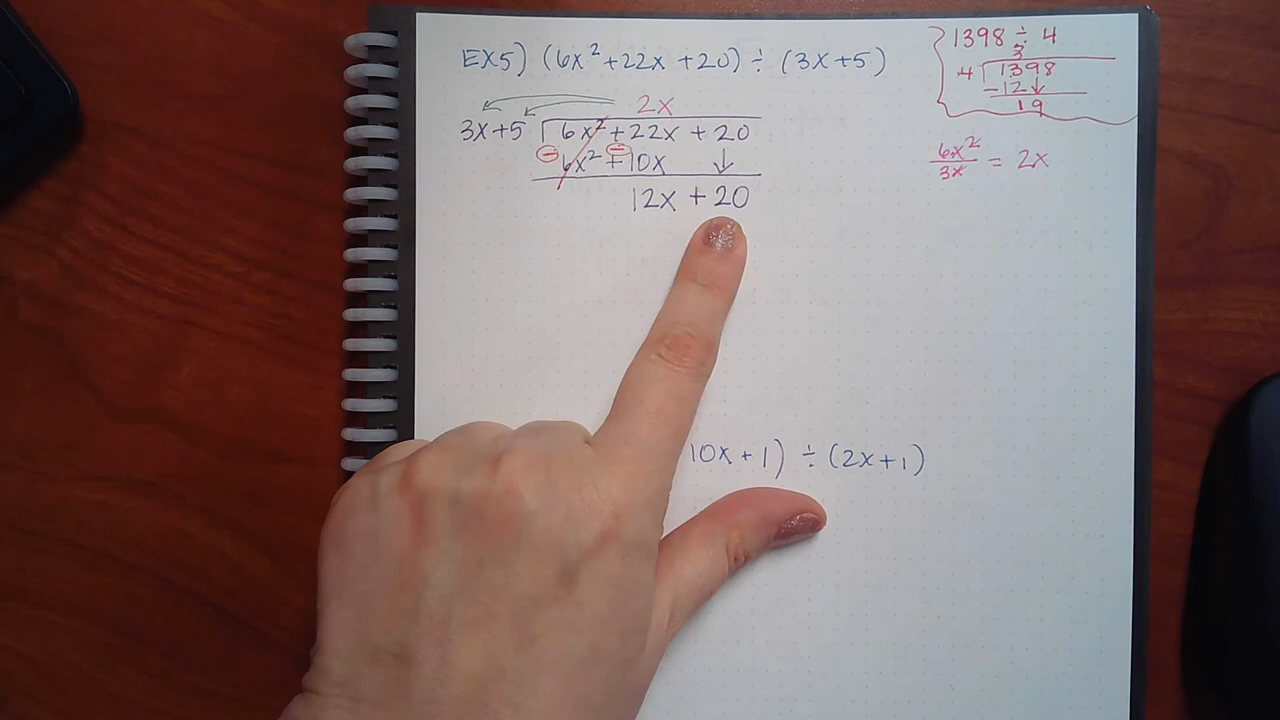 EX5) (6x² + 22x + 20) ÷ (3x + 5)
2x
3x+5 6x² + 22x + 20
⊖ 6x² + ⊖ 10x ↓
12x + 20
10x + 1) ÷ (2x + 1)
1398 ÷ 4
3
4 1398
-12↓
19
6x²/3x = 2x